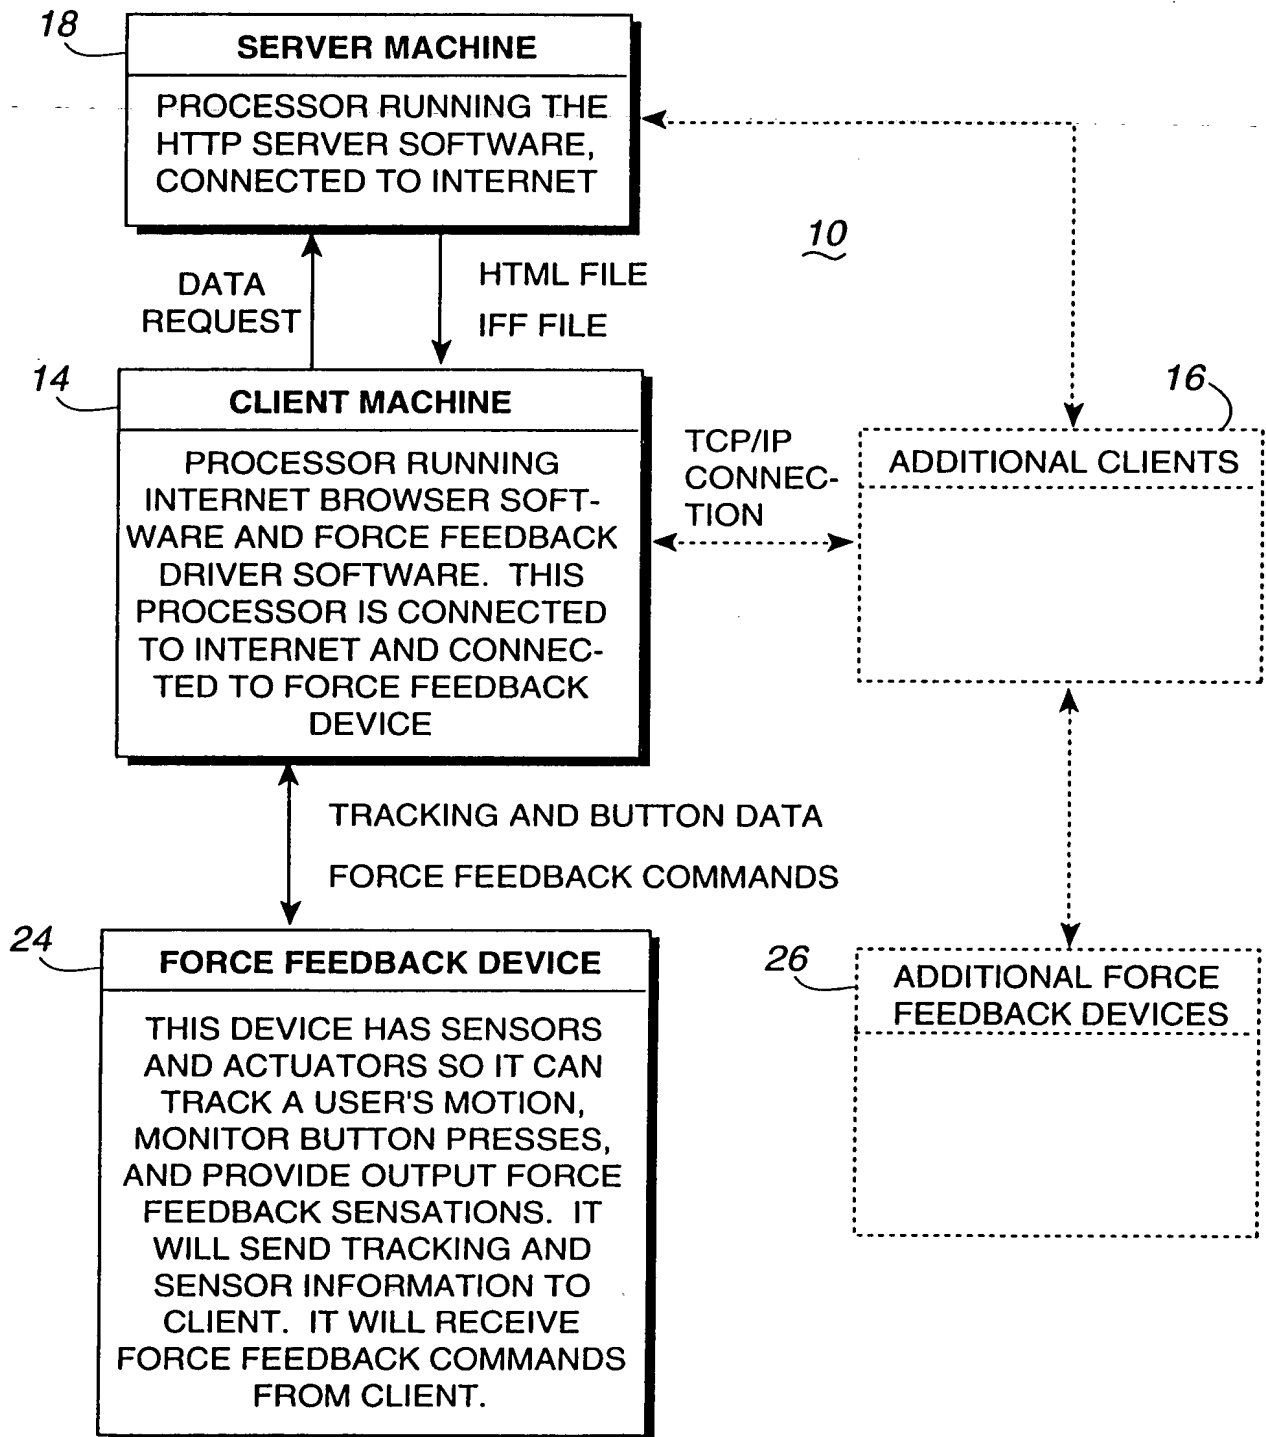 18
SERVER MACHINE
PROCESSOR RUNNING THE
HTTP SERVER SOFTWARE,
CONNECTED TO INTERNET
10
DATA
REQUEST
HTML FILE
IFF FILE
14
CLIENT MACHINE
PROCESSOR RUNNING
INTERNET BROWSER SOFT-
WARE AND FORCE FEEDBACK
DRIVER SOFTWARE. THIS
PROCESSOR IS CONNECTED
TO INTERNET AND CONNEC-
TED TO FORCE FEEDBACK
DEVICE
TCP/IP
CONNEC-
TION
16
ADDITIONAL CLIENTS
TRACKING AND BUTTON DATA
FORCE FEEDBACK COMMANDS
24
FORCE FEEDBACK DEVICE
THIS DEVICE HAS SENSORS
AND ACTUATORS SO IT CAN
TRACK A USER'S MOTION,
MONITOR BUTTON PRESSES,
AND PROVIDE OUTPUT FORCE
FEEDBACK SENSATIONS. IT
WILL SEND TRACKING AND
SENSOR INFORMATION TO
CLIENT. IT WILL RECEIVE
FORCE FEEDBACK COMMANDS
FROM CLIENT.
26
ADDITIONAL FORCE
FEEDBACK DEVICES